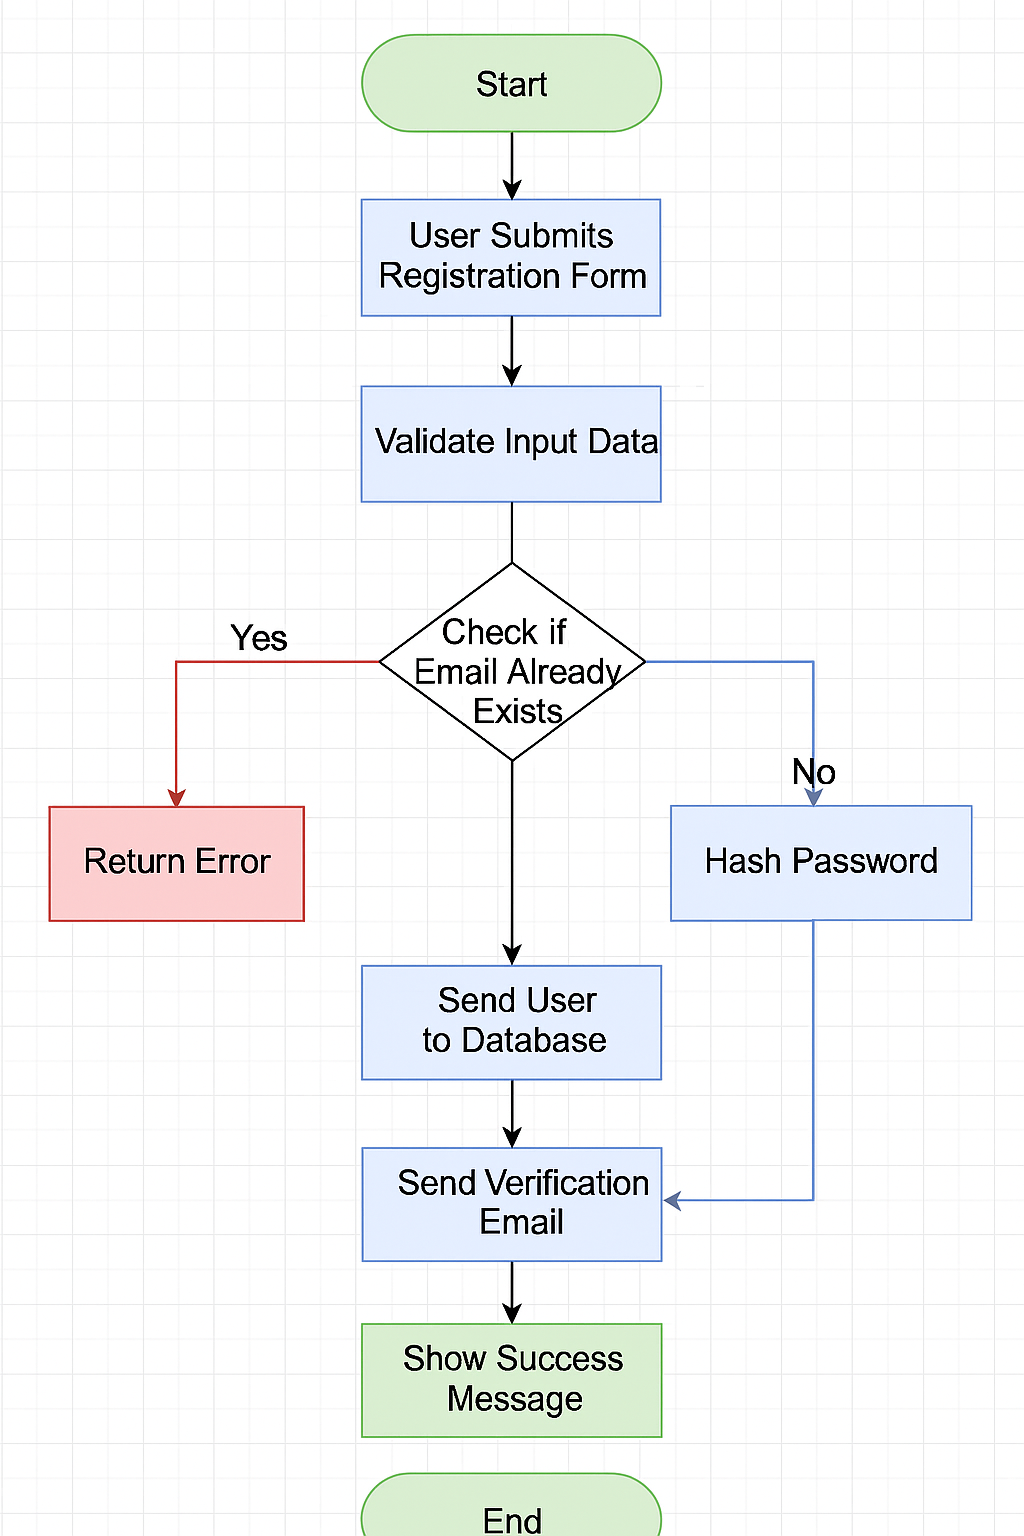 Start
User Submits
Registration Form
Validate Input Data
Check if
Email Already
Exists
Yes
No
Return Error
Hash Password
Send User
to Database
Send Verification
Email
Show Success
Message
End